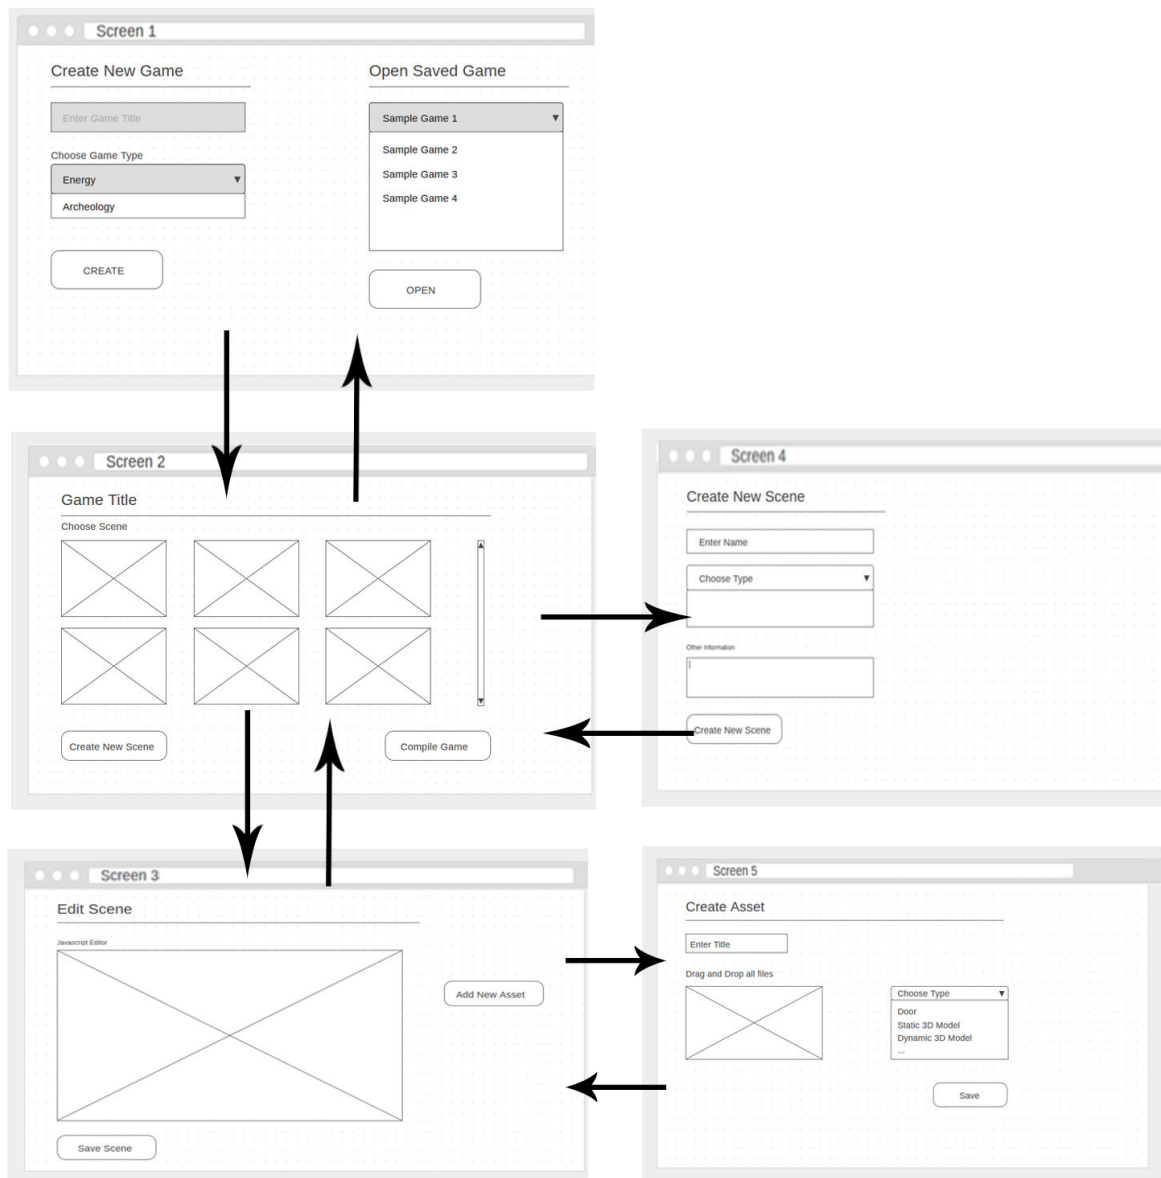 Screen 1
Create New Game
Open Saved Game
Enter Game Title
Sample Game 1
Choose Game Type
Sample Game 2
Energy
Sample Game 3
Archeology
Sample Game 4
CREATE
OPEN
Screen 2
Game Title
Choose Scene
Create New Scene
Compile Game
Screen 4
Create New Scene
Enter Name
Choose Type
Other Information
Create New Scene
Screen 3
Edit Scene
Javascript Editor
Add New Asset
Save Scene
Screen 5
Create Asset
Enter Title
Drag and Drop all files
Choose Type
Door
Static 3D Model
Dynamic 3D Model
...
Save